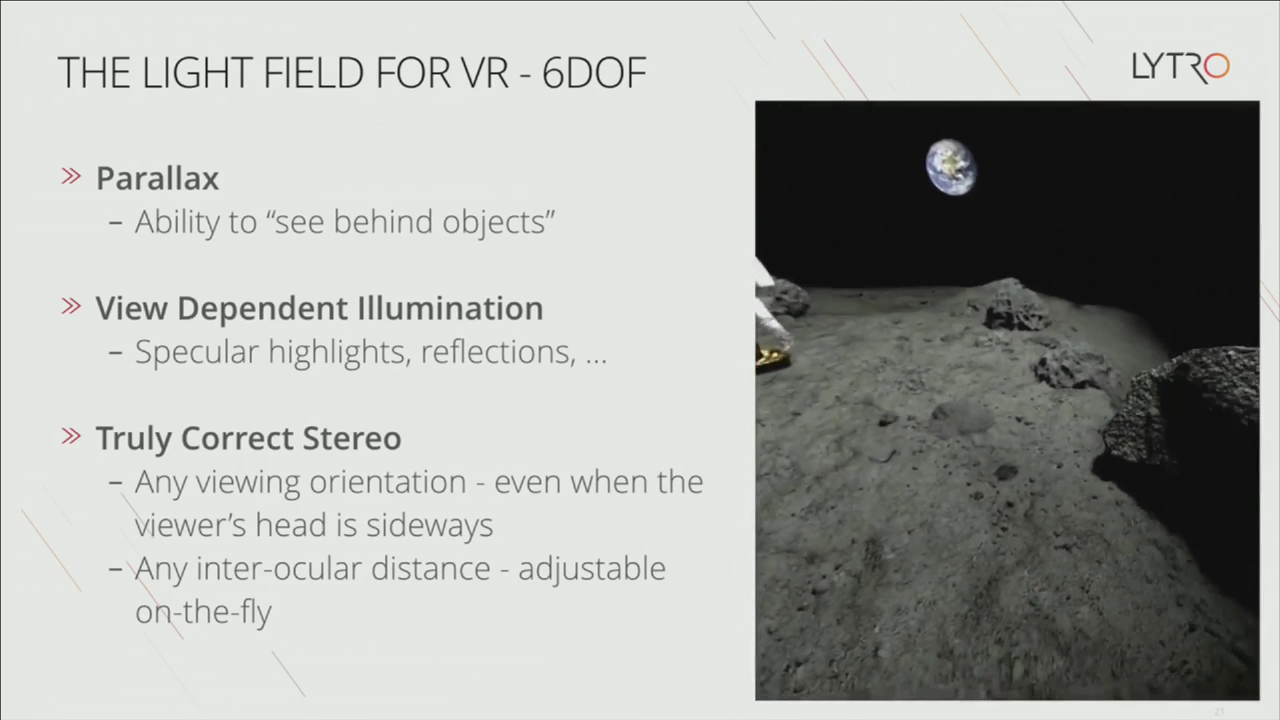 THE LIGHT FIELD FOR VR - 6DOF
LYTRO
» Parallax
– Ability to “see behind objects”
» View Dependent Illumination
– Specular highlights, reflections, ...
» Truly Correct Stereo
– Any viewing orientation - even when the
viewer’s head is sideways
– Any inter-ocular distance - adjustable
on-the-fly
21